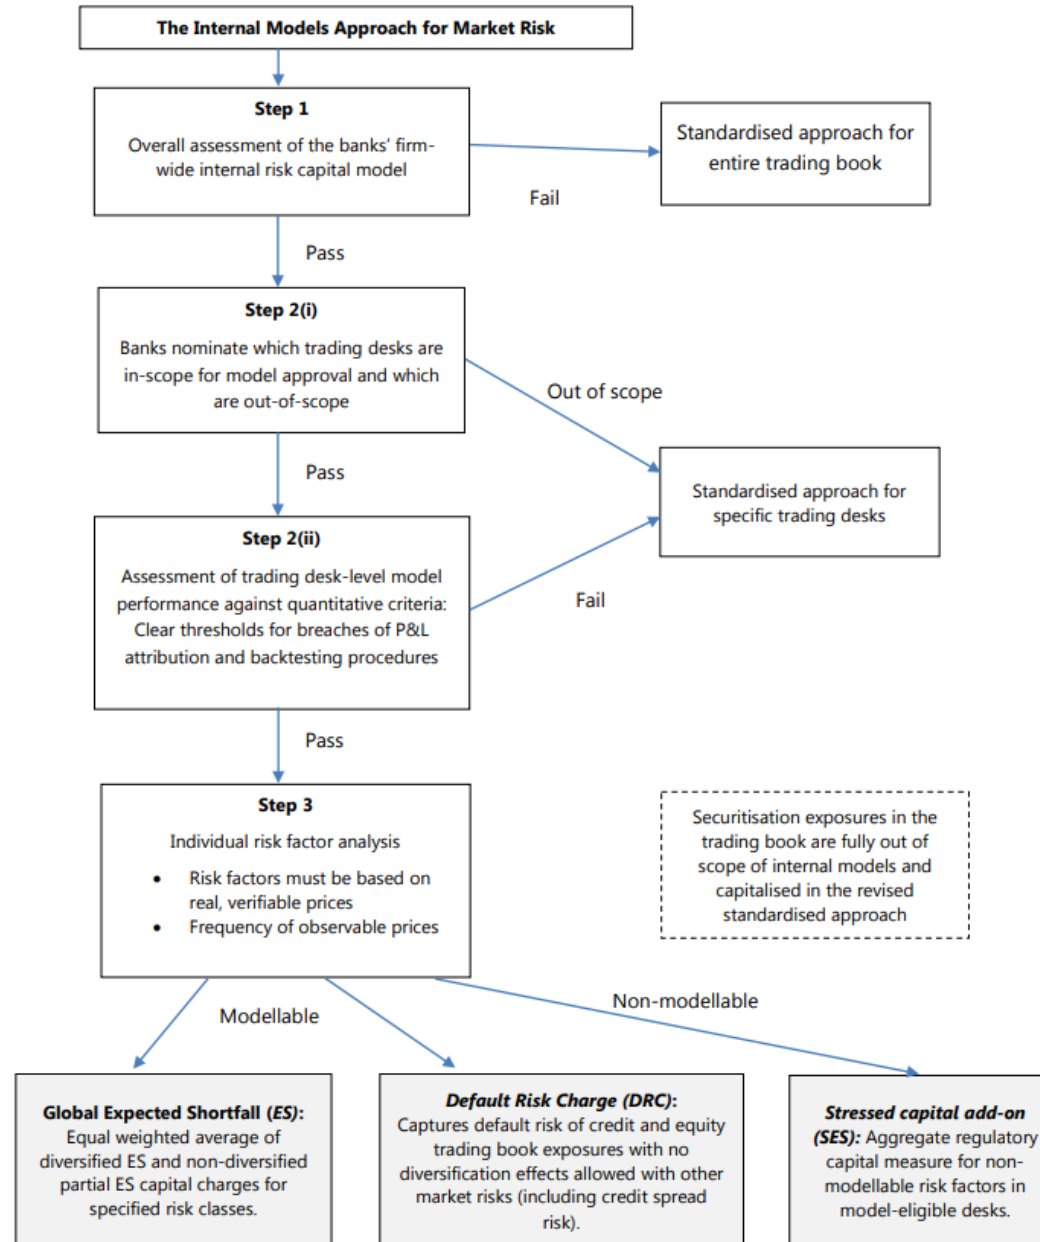 The Internal Models Approach for Market Risk
Step 1
Overall assessment of the banks' firm-
wide internal risk capital model
Standardised approach for
entire trading book
Fail
Pass
Step 2(i)
Banks nominate which trading desks are
in-scope for model approval and which
are out-of-scope
Out of scope
Pass
Standardised approach for
specific trading desks
Step 2(ii)
Assessment of trading desk-level model
performance against quantitative criteria:
Clear thresholds for breaches of P&L
attribution and backtesting procedures
Fail
Pass
Step 3
Individual risk factor analysis
• Risk factors must be based on
real, verifiable prices
• Frequency of observable prices
Securitisation exposures in the
trading book are fully out of
scope of internal models and
capitalised in the revised
standardised approach
Modellable
Non-modellable
Global Expected Shortfall (ES):
Equal weighted average of
diversified ES and non-diversified
partial ES capital charges for
specified risk classes.
Default Risk Charge (DRC):
Captures default risk of credit and equity
trading book exposures with no
diversification effects allowed with other
market risks (including credit spread
risk).
Stressed capital add-on
(SES): Aggregate regulatory
capital measure for non-
modellable risk factors in
model-eligible desks.